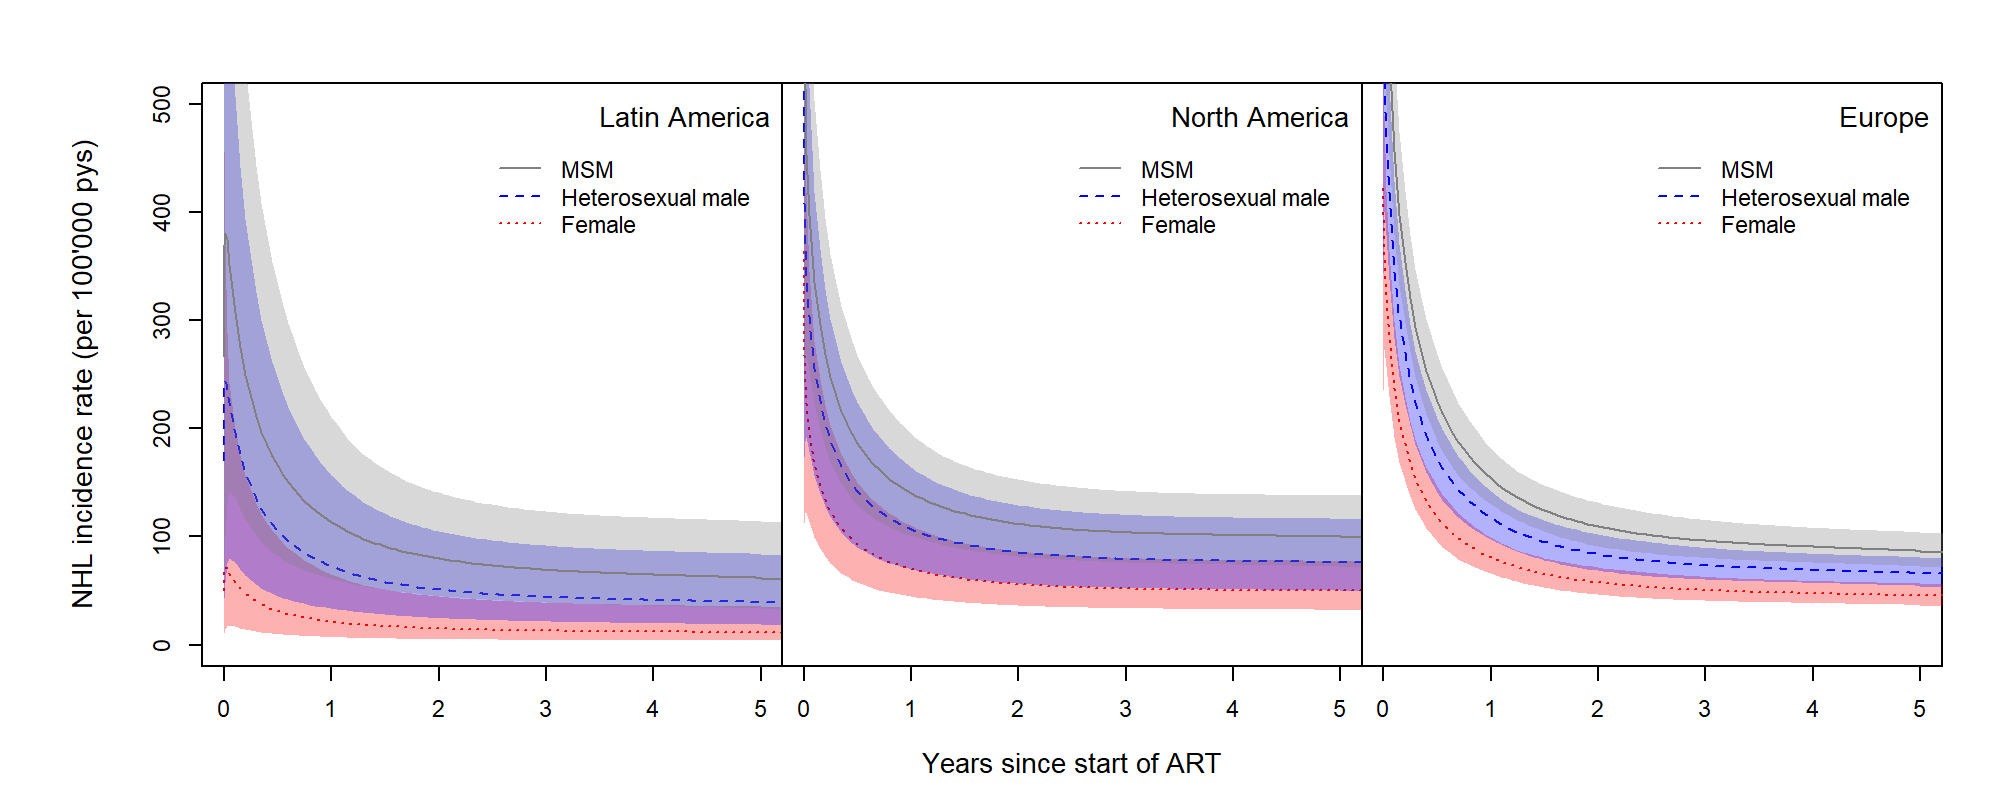 NHL incidence rate (per 100'000 pys)
500
400
300
200
100
0
Latin America
MSM
Heterosexual male
Female
0 1 2 3 4 5
North America
MSM
Heterosexual male
Female
0 1 2 3 4 5
Europe
MSM
Heterosexual male
Female
0 1 2 3 4 5
Years since start of ART